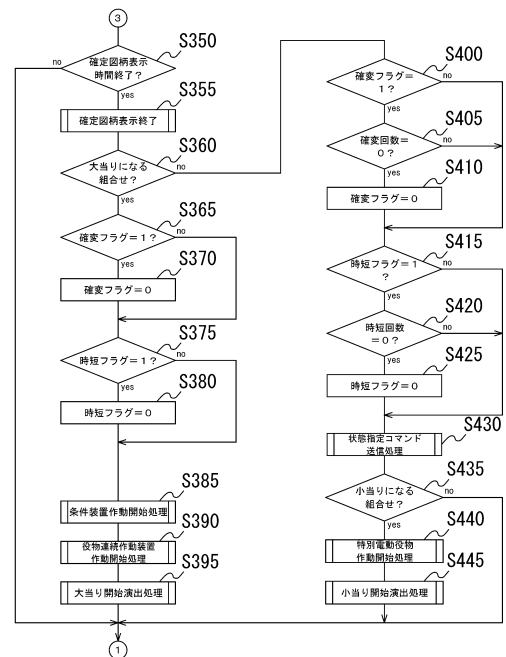 3
S350
確定図柄表示
時間終了?
no
yes
S355
確定図柄表示終了
S360
大当りになる
組合せ?
no
yes
S365
確変フラグ=1?
no
yes
S370
確変フラグ=0
S375
時短フラグ=1?
no
yes
S380
時短フラグ=0
S385
条件装置作動開始処理
S390
役物連続作動装置
作動開始処理
S395
大当り開始演出処理
1
S400
確変フラグ=
1?
no
yes
S405
確変回数=
0?
no
yes
S410
確変フラグ=0
S415
時短フラグ=1
?
no
yes
S420
時短回数
=0?
no
yes
S425
時短フラグ=0
S430
状態指定コマンド
送信処理
S435
小当りになる
組合せ?
no
yes
S440
特別電動役物
作動開始処理
S445
小当り開始演出処理